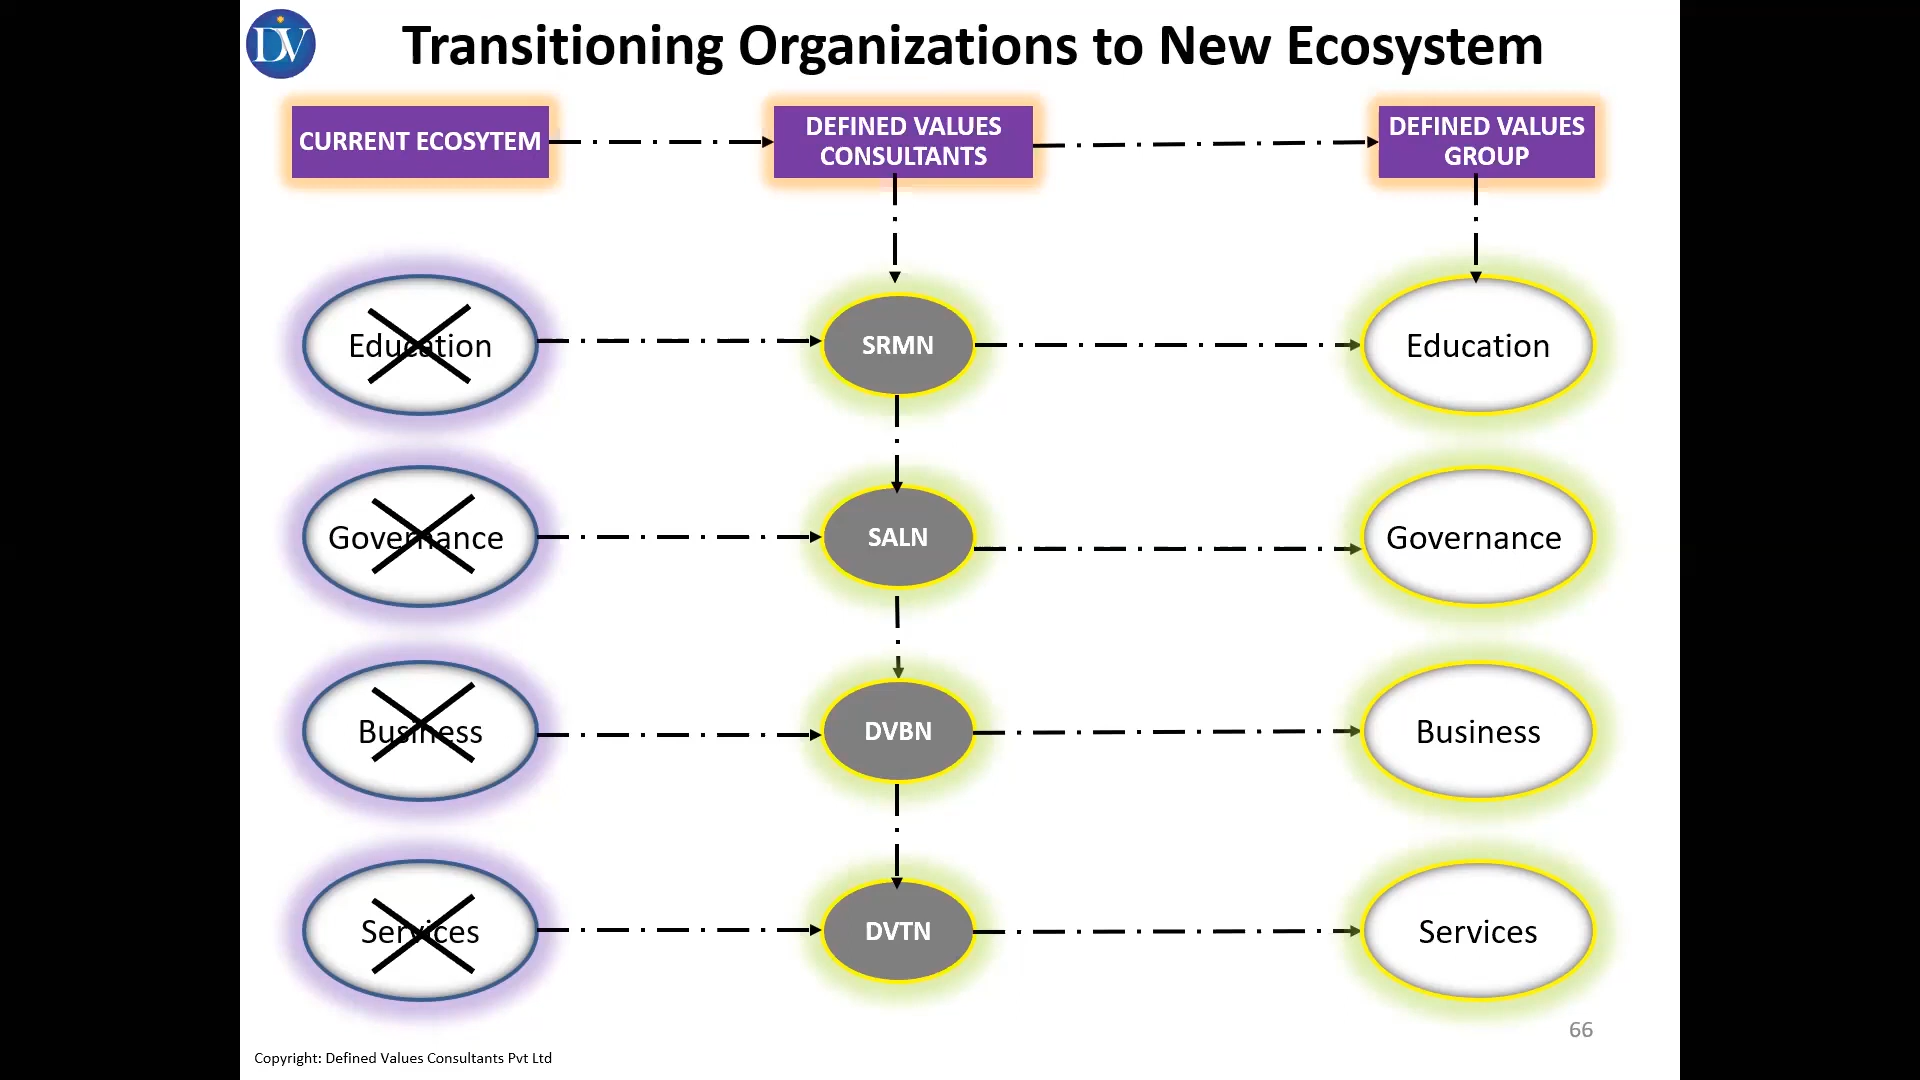 DV
Transitioning Organizations to New Ecosystem
CURRENT ECOSYTEM
DEFINED VALUES
CONSULTANTS
DEFINED VALUES
GROUP
Education
SRMN
Education
Governance
SALN
Governance
Business
DVBN
Business
Services
DVTN
Services
66
Copyright: Defined Values Consultants Pvt Ltd